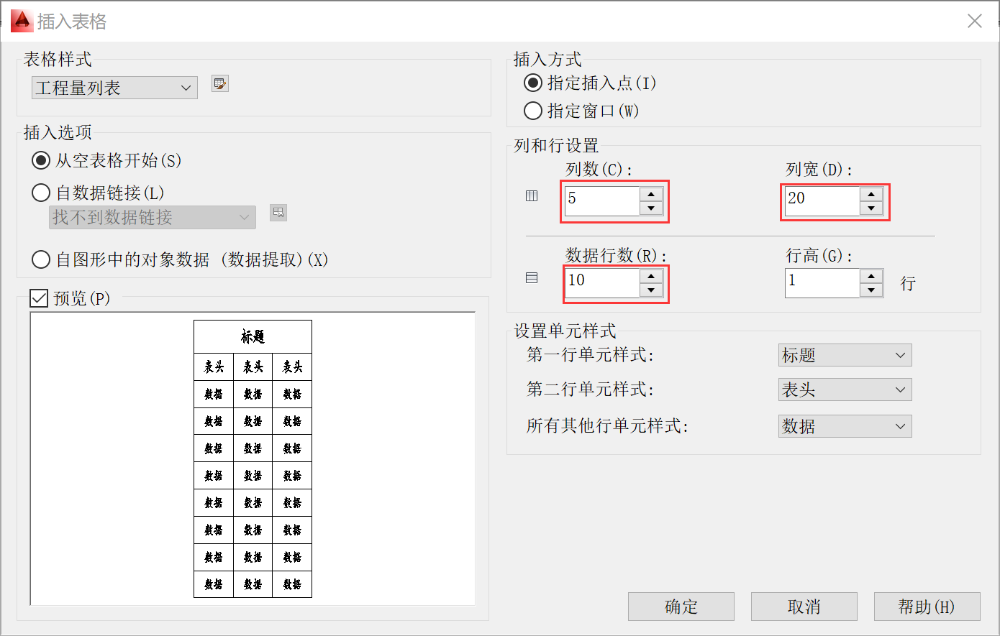 插入表格
表格样式
工程量列表
插入选项
从空表格开始(S)
自数据链接(L)
找不到数据链接
自图形中的对象数据 (数据提取)(X)
预览(P)
标题
表头 表头 表头
数据 数据 数据
数据 数据 数据
数据 数据 数据
数据 数据 数据
数据 数据 数据
数据 数据 数据
数据 数据 数据
数据 数据 数据
插入方式
指定插入点(I)
指定窗口(W)
列和行设置
列数(C): 列宽(D):
5 20
数据行数(R): 行高(G):
10 1 行
设置单元样式
第一行单元样式: 标题
第二行单元样式: 表头
所有其他行单元样式: 数据
确定 取消 帮助(H)